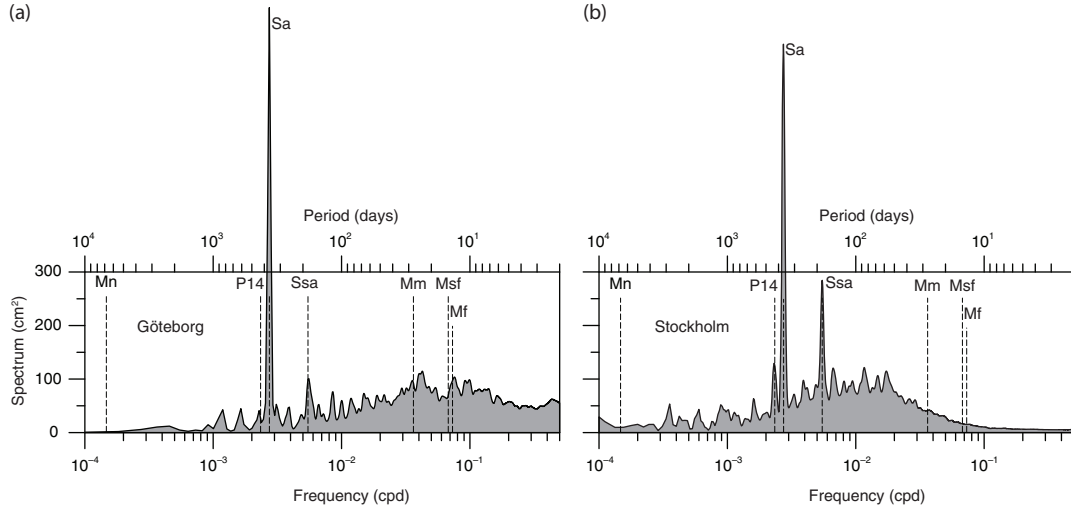 (a)
Sa
Period (days)
10⁴ 10³ 10² 10¹
300
200
100
0
Spectrum (cm²)
Mn P14 Ssa Mm Msf
Mf
Göteborg
10⁻⁴ 10⁻³ 10⁻² 10⁻¹
Frequency (cpd)
(b)
Sa
Period (days)
10⁴ 10³ 10² 10¹
Mn P14 Ssa Mm Msf
Mf
Stockholm
10⁻⁴ 10⁻³ 10⁻² 10⁻¹
Frequency (cpd)